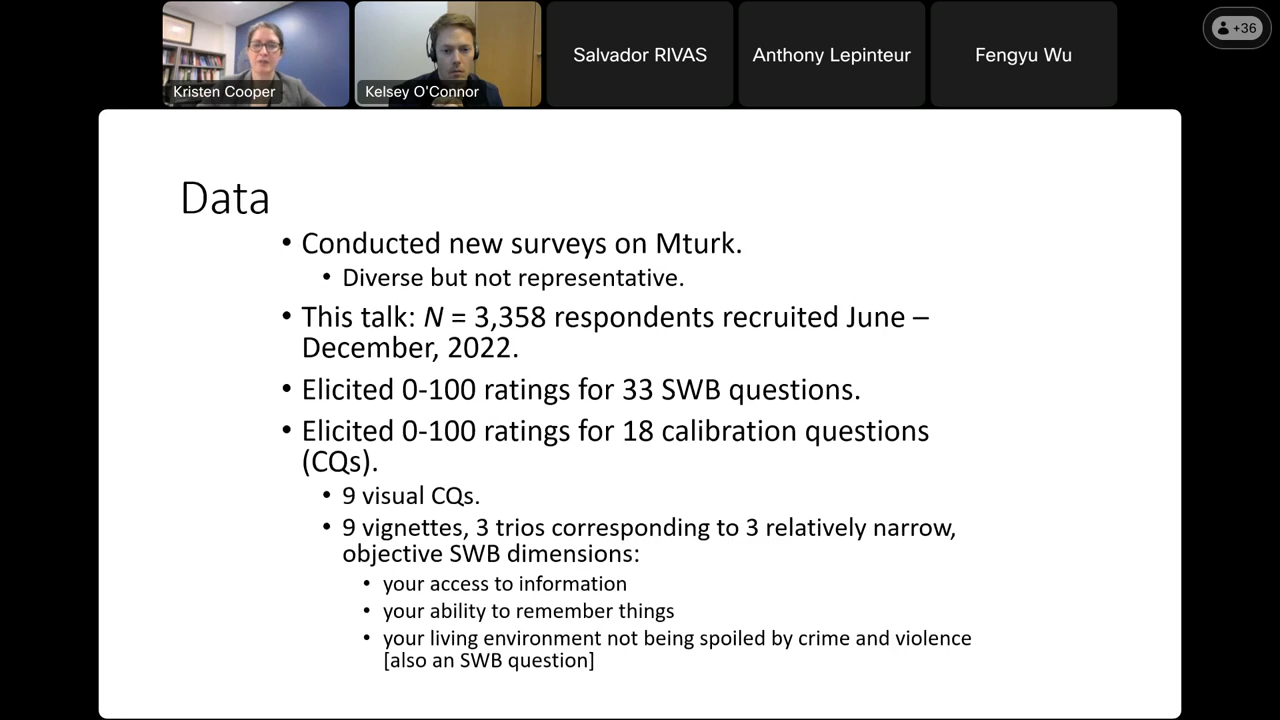 Kristen Cooper
Kelsey O'Connor
Salvador RIVAS
Anthony Lepinteur
Fengyu Wu
+36
Data
• Conducted new surveys on Mturk.
• Diverse but not representative.
• This talk: N = 3,358 respondents recruited June –
December, 2022.
• Elicited 0-100 ratings for 33 SWB questions.
• Elicited 0-100 ratings for 18 calibration questions
(CQs).
• 9 visual CQs.
• 9 vignettes, 3 trios corresponding to 3 relatively narrow,
objective SWB dimensions:
• your access to information
• your ability to remember things
• your living environment not being spoiled by crime and violence
[also an SWB question]